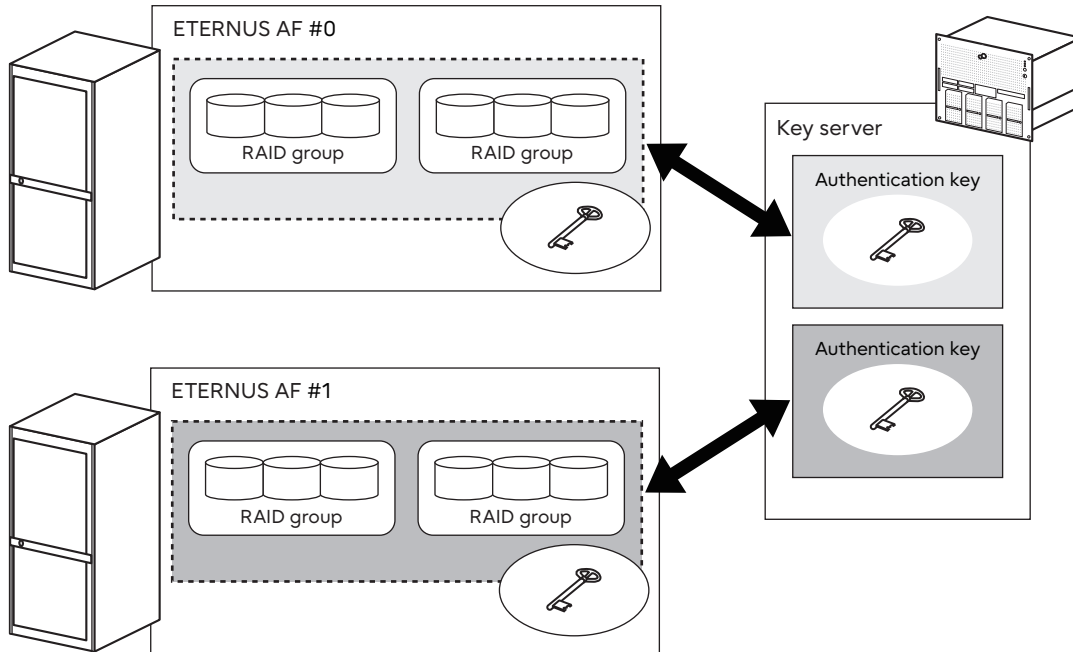 ETERNUS AF #0
RAID group
RAID group
Key server
Authentication key
Authentication key
ETERNUS AF #1
RAID group
RAID group